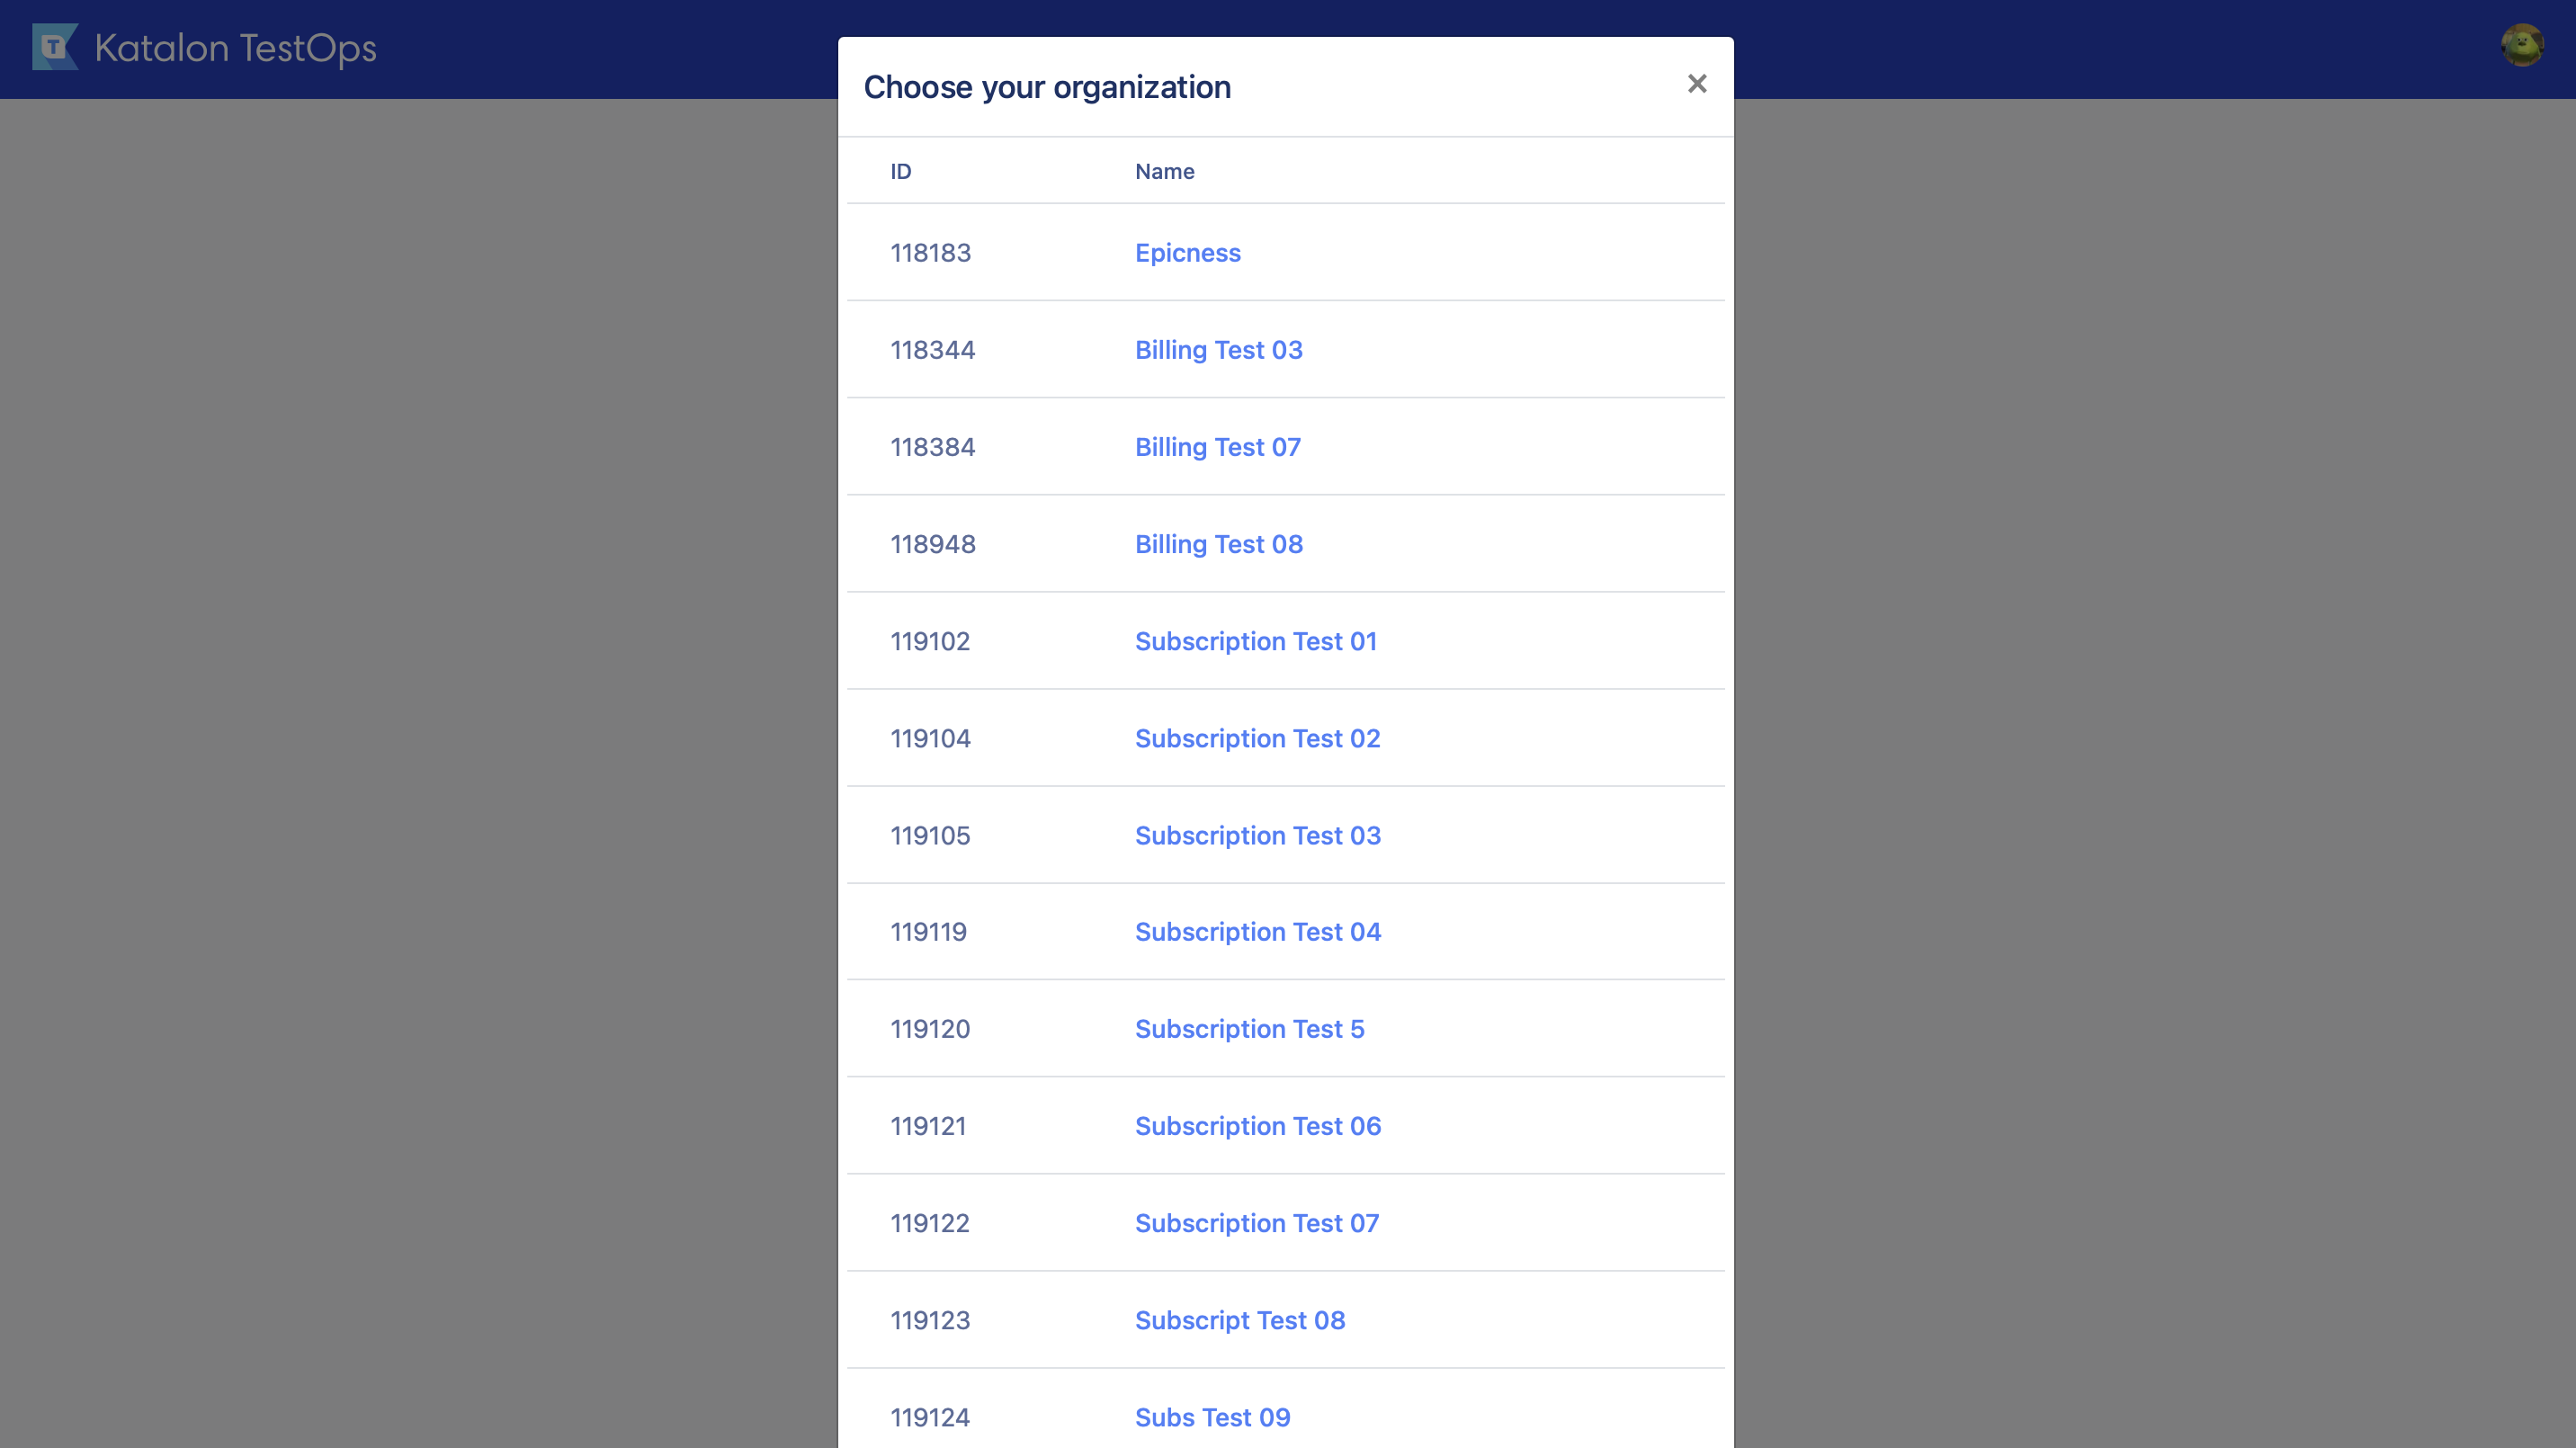 Katalon TestOps
Choose your organization
ID Name
118183 Epicness
118344 Billing Test 03
118384 Billing Test 07
118948 Billing Test 08
119102 Subscription Test 01
119104 Subscription Test 02
119105 Subscription Test 03
119119 Subscription Test 04
119120 Subscription Test 5
119121 Subscription Test 06
119122 Subscription Test 07
119123 Subscript Test 08
119124 Subs Test 09